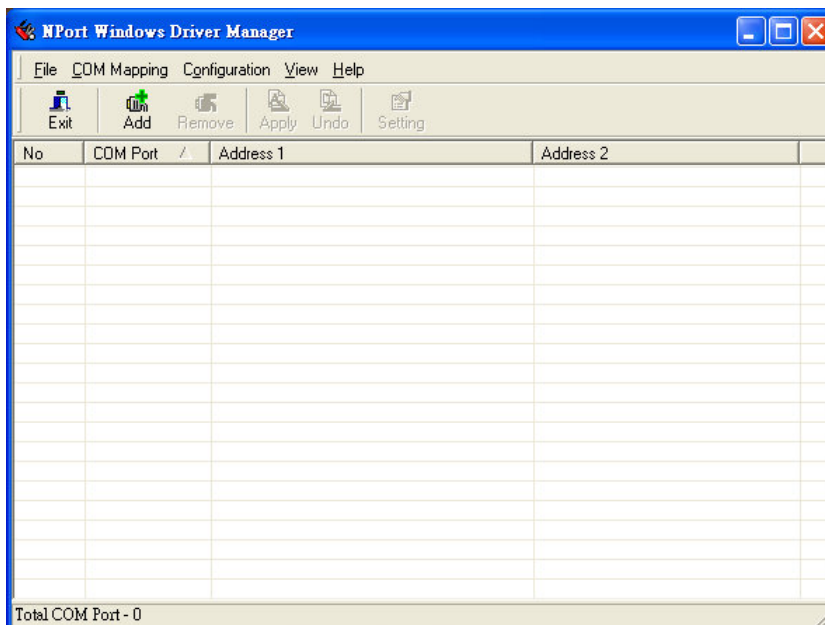 NPort Windows Driver Manager
File COM Mapping Configuration View Help
Exit Add Remove Apply Undo Setting
No COM Port Address 1 Address 2
Total COM Port - 0